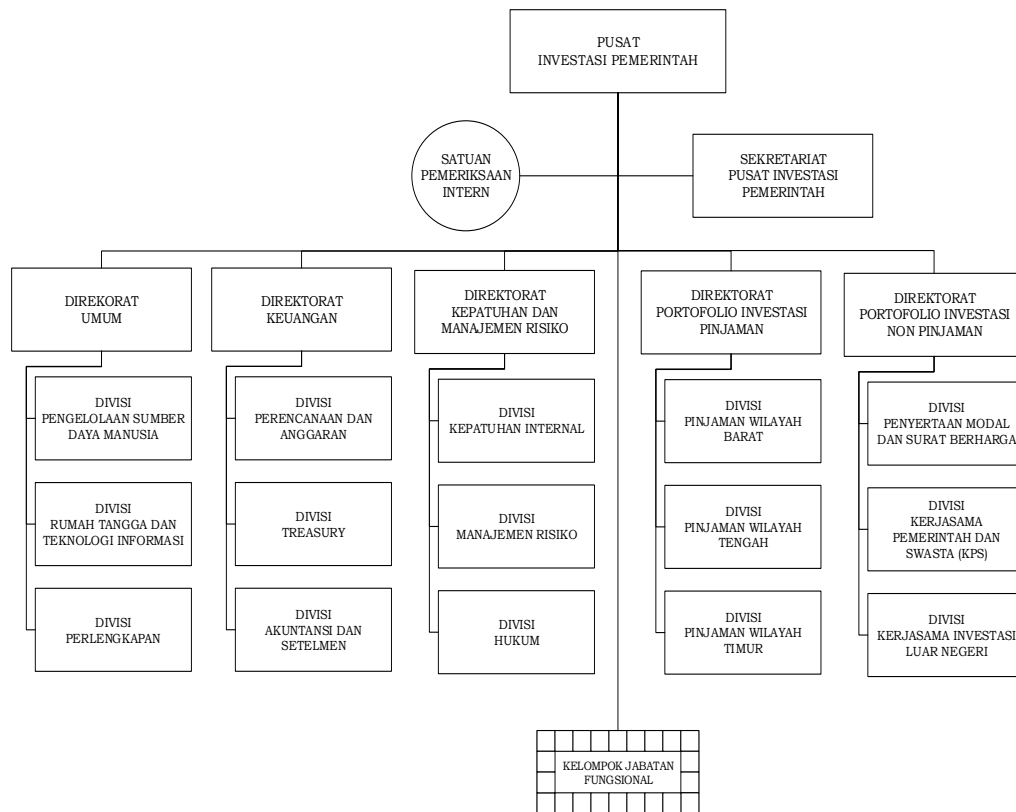 PUSAT
INVESTASI PEMERINTAH
SATUAN
PEMERIKSAAN
INTERN
SEKRETARIAT
PUSAT INVESTASI
PEMERINTAH
DIREKORAT
UMUM
DIREKTORAT
KEUANGAN
DIREKTORAT
KEPATUHAN DAN
MANAJEMEN RISIKO
DIREKTORAT
PORTOFOLIO INVESTASI
PINJAMAN
DIREKTORAT
PORTOFOLIO INVESTASI
NON PINJAMAN
DIVISI
PENGELOLAAN SUMBER
DAYA MANUSIA
DIVISI
PERENCANAAN DAN
ANGGARAN
DIVISI
KEPATUHAN INTERNAL
DIVISI
PINJAMAN WILAYAH
BARAT
DIVISI
PENYERTAAN MODAL
DAN SURAT BERHARGA
DIVISI
RUMAH TANGGA DAN
TEKNOLOGI INFORMASI
DIVISI
TREASURY
DIVISI
MANAJEMEN RISIKO
DIVISI
PINJAMAN WILAYAH
TENGAH
DIVISI
KERJASAMA
PEMERINTAH DAN
SWASTA (KPS)
DIVISI
PERLENGKAPAN
DIVISI
AKUNTANSI DAN
SETELMEN
DIVISI
HUKUM
DIVISI
PINJAMAN WILAYAH
TIMUR
DIVISI
KERJASAMA INVESTASI
LUAR NEGERI
KELOMPOK JABATAN
FUNGSIONAL